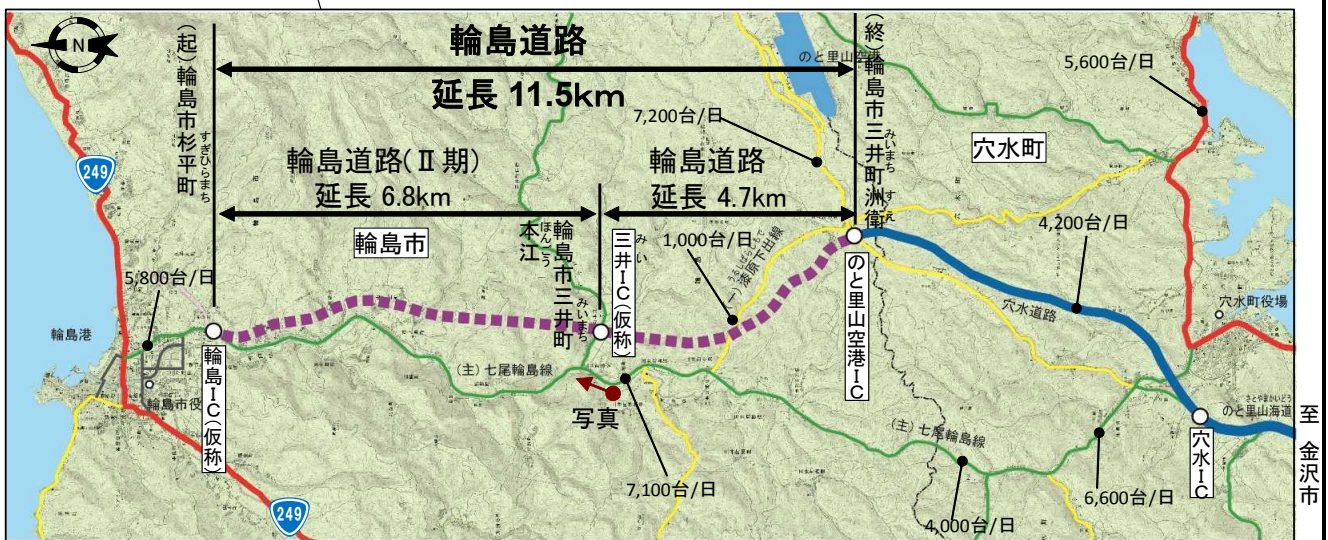 N
輪島道路
延長 11.5km
(起)輪島市杉平町
すぎひらまち
(終)輪島市三井町洲衛
みいまち すえ
のと里山空港
5,600台/日
7,200台/日
穴水町
249
輪島道路(Ⅱ期)
延長 6.8km
輪島道路
延長 4.7km
輪島市
輪島市三井町
みいまち
本江
ほんごう
三井IC(仮称)
みい
1,000台/日
(一)漆原下出線
うるしはらしもで
4,200台/日
5,800台/日
輪島港
輪島市役
輪島IC(仮称)
のと里山空港IC
穴水道路
穴水町役場
(主)七尾輪島線
写真
7,100台/日
(主)七尾輪島線
4,000台/日
6,600台/日
さとやまかいどう
のと里山海道
穴水IC
至 金沢市
249